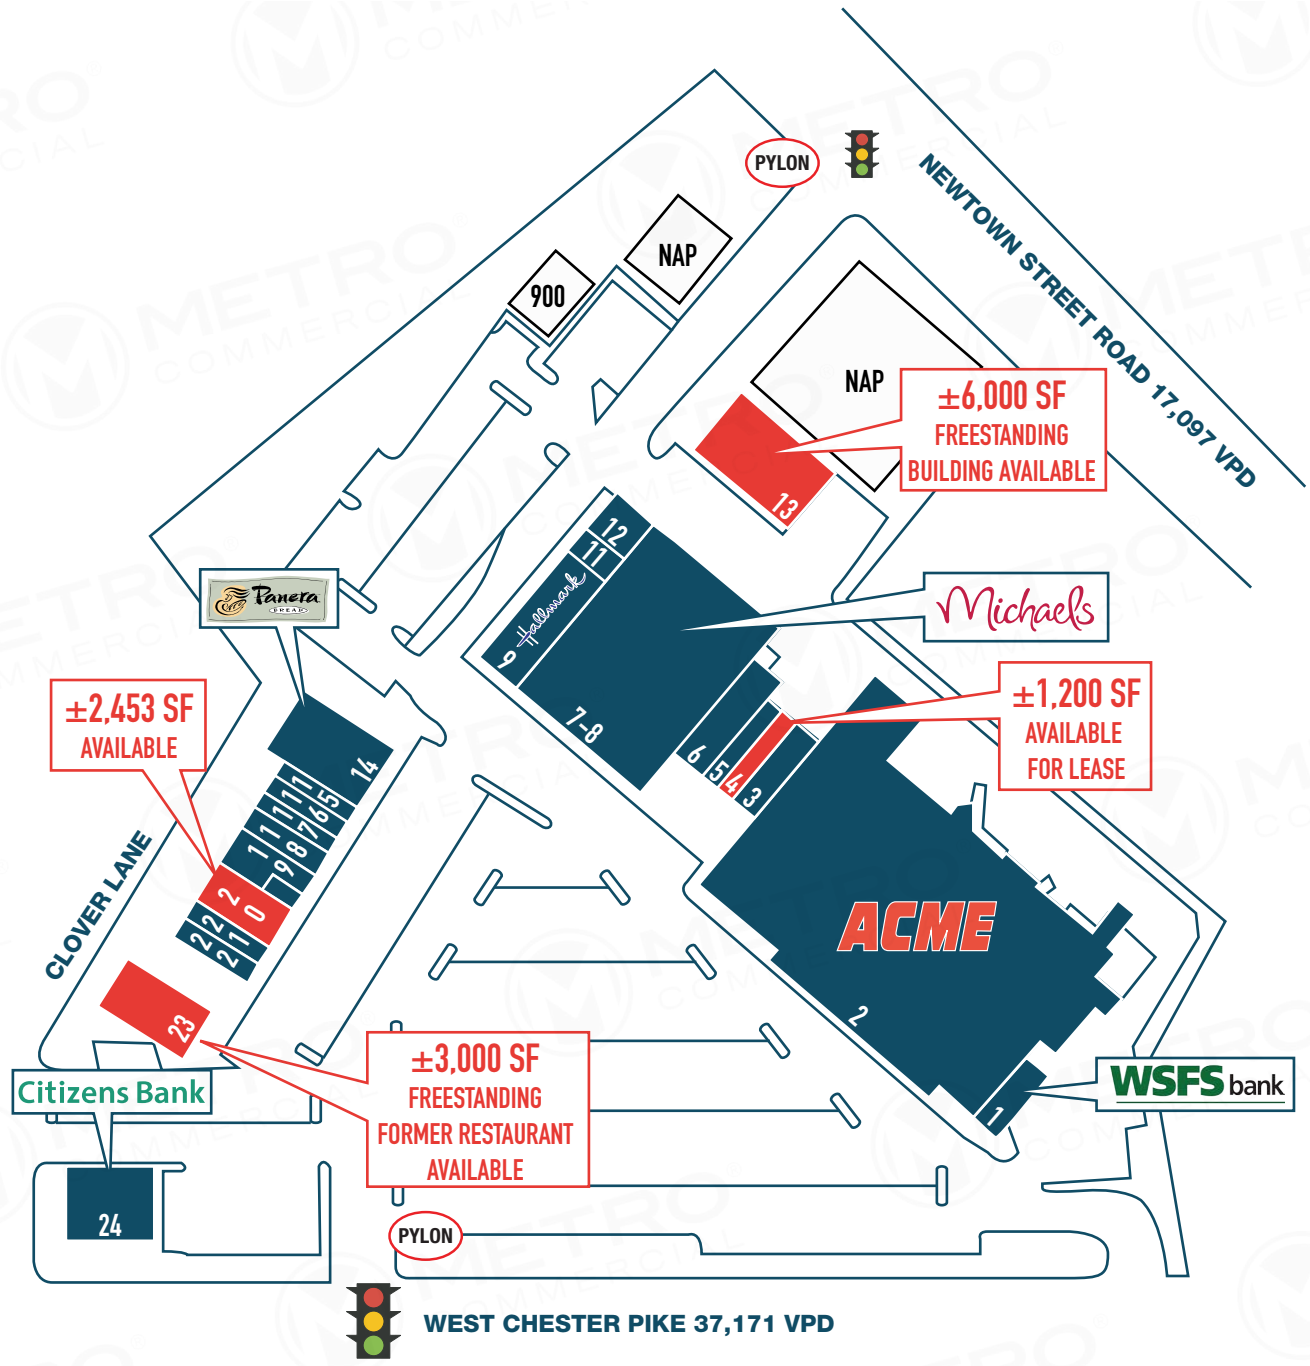 PYLON
NEWTOWN STREET ROAD 17,097 VPD
NAP
900
NAP
±6,000 SF
FREESTANDING
BUILDING AVAILABLE
13
12
11
Hallmark
9
7-8
Michaels
Panera
BREAD
±2,453 SF
AVAILABLE
±1,200 SF
AVAILABLE
FOR LEASE
6
5
4
3
14
15
16
17
18
19
20
21
22
CLOVER LANE
ACME
2
23
±3,000 SF
FREESTANDING
FORMER RESTAURANT
AVAILABLE
Citizens Bank
WSFS bank
1
24
PYLON
WEST CHESTER PIKE 37,171 VPD
METRO
COMMERCIAL